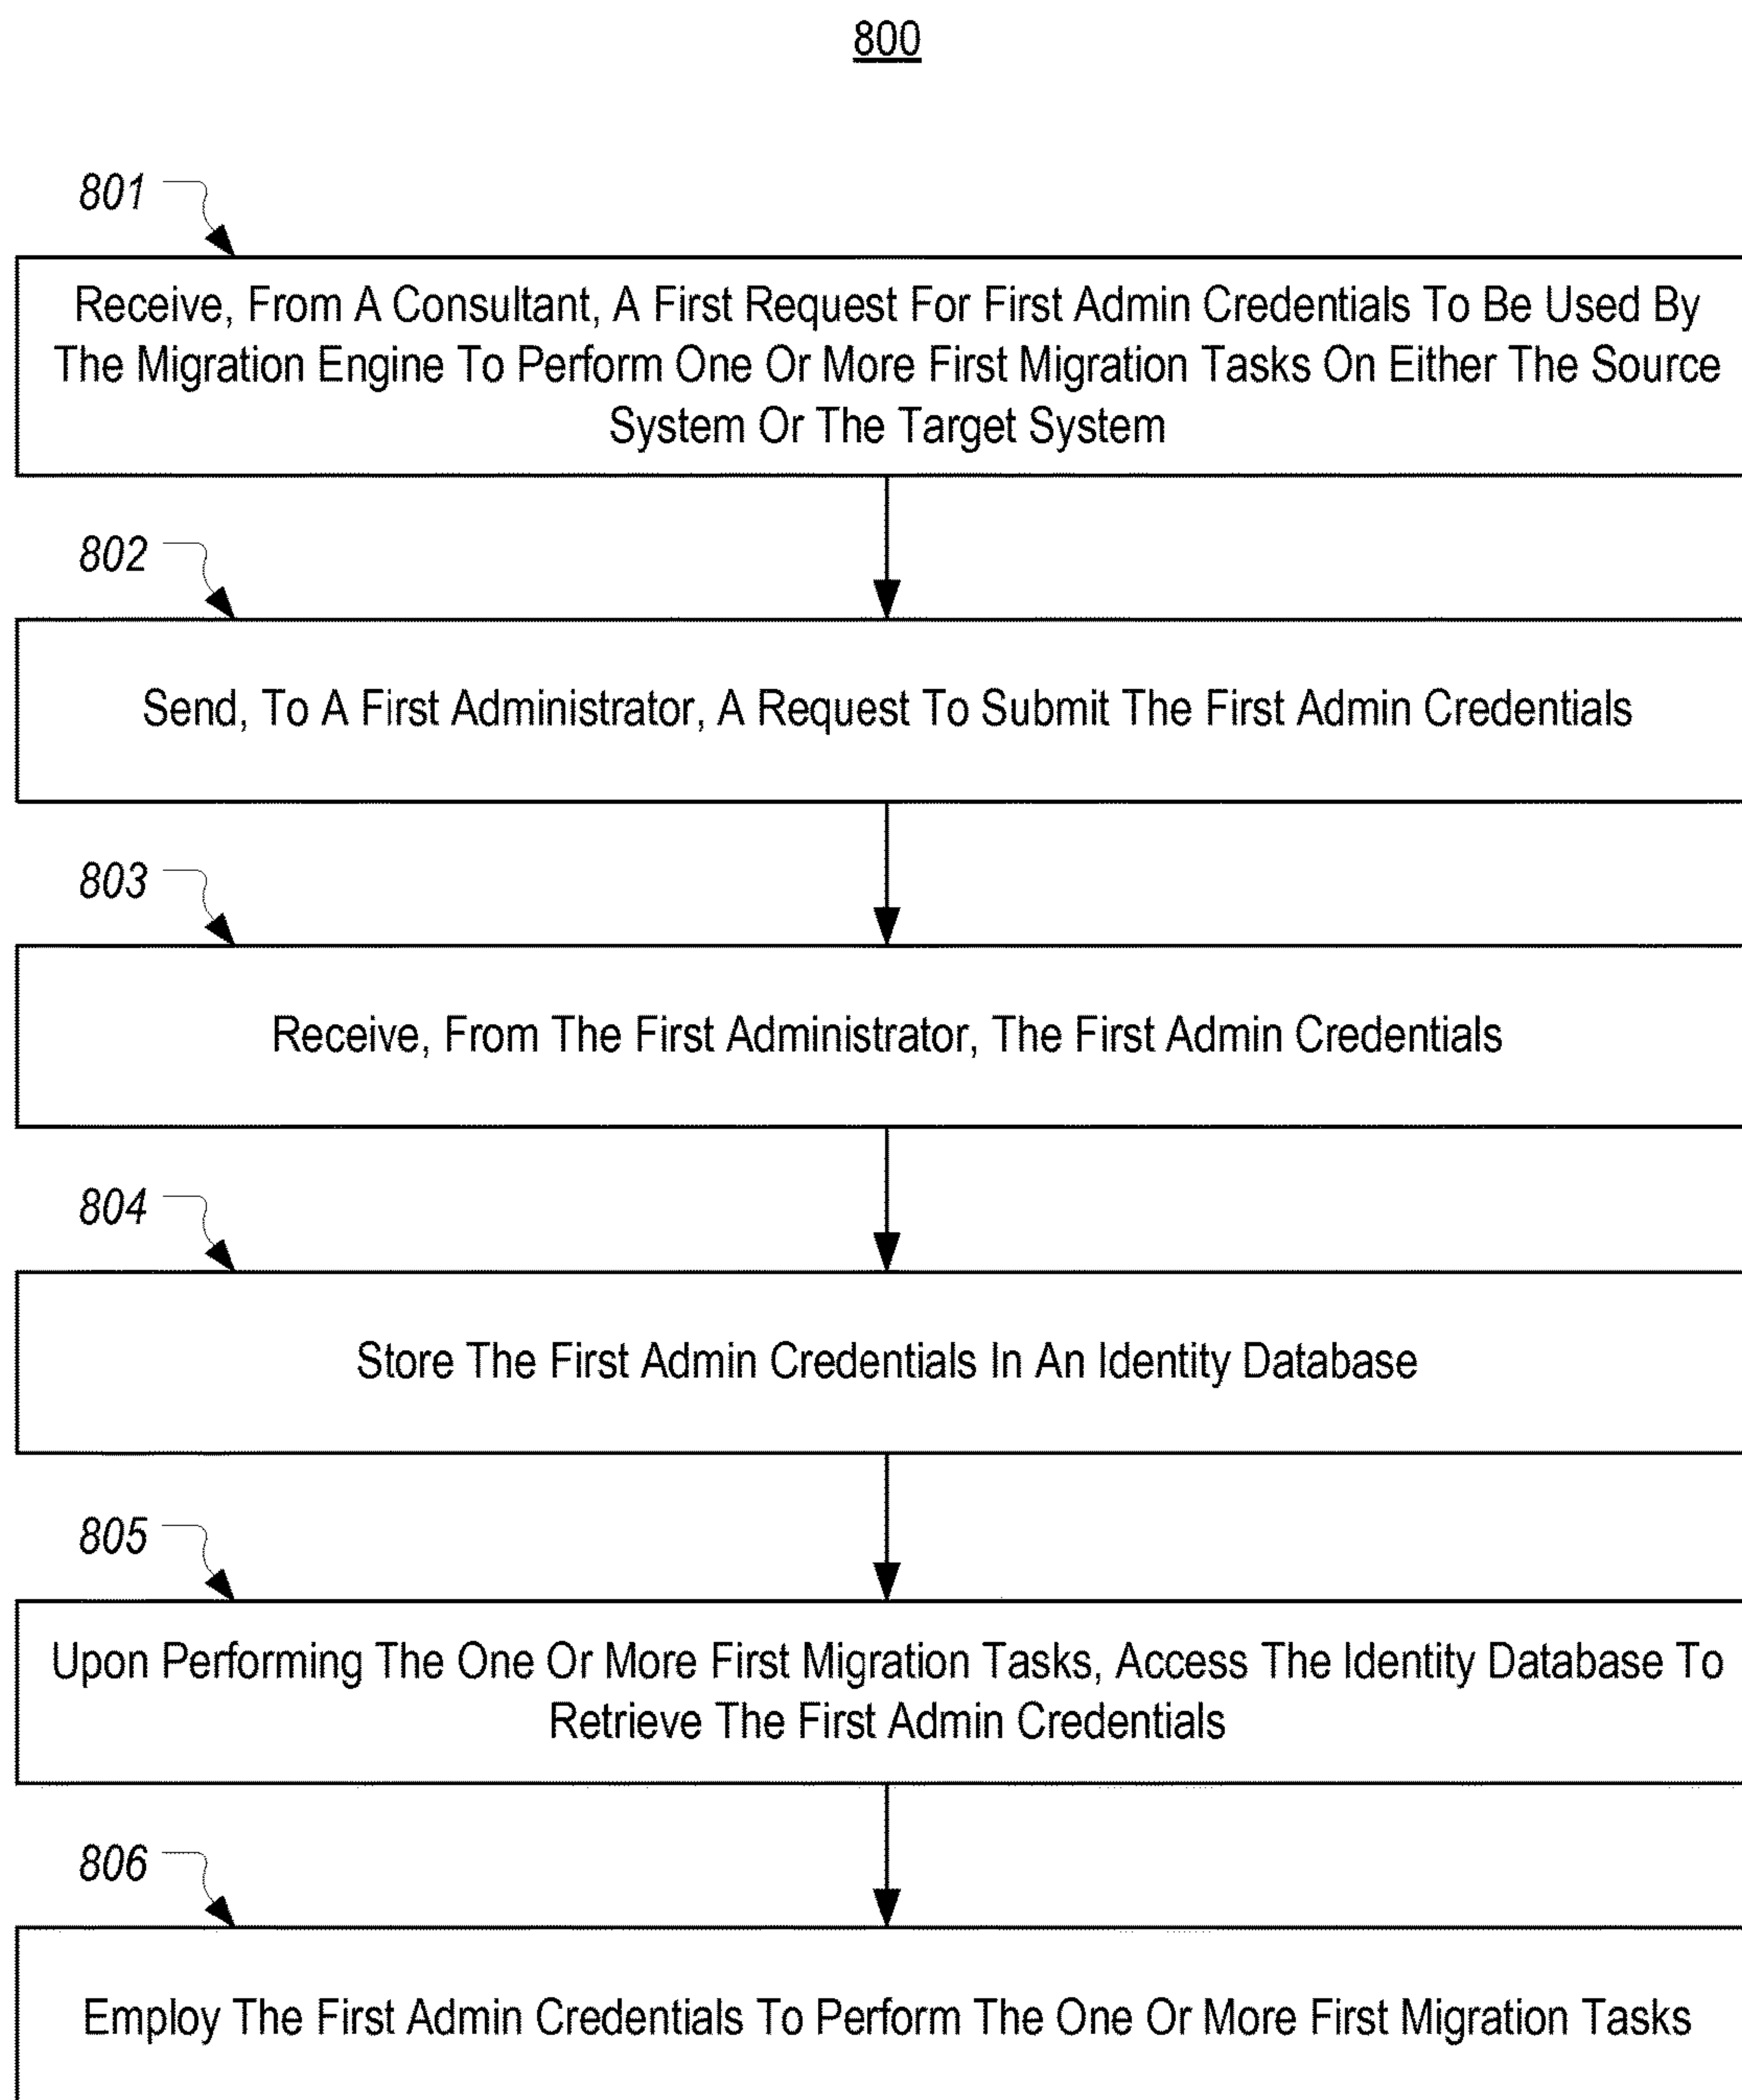 800
801
Receive, From A Consultant, A First Request For First Admin Credentials To Be Used By
The Migration Engine To Perform One Or More First Migration Tasks On Either The Source
System Or The Target System
802
Send, To A First Administrator, A Request To Submit The First Admin Credentials
803
Receive, From The First Administrator, The First Admin Credentials
804
Store The First Admin Credentials In An Identity Database
805
Upon Performing The One Or More First Migration Tasks, Access The Identity Database To
Retrieve The First Admin Credentials
806
Employ The First Admin Credentials To Perform The One Or More First Migration Tasks